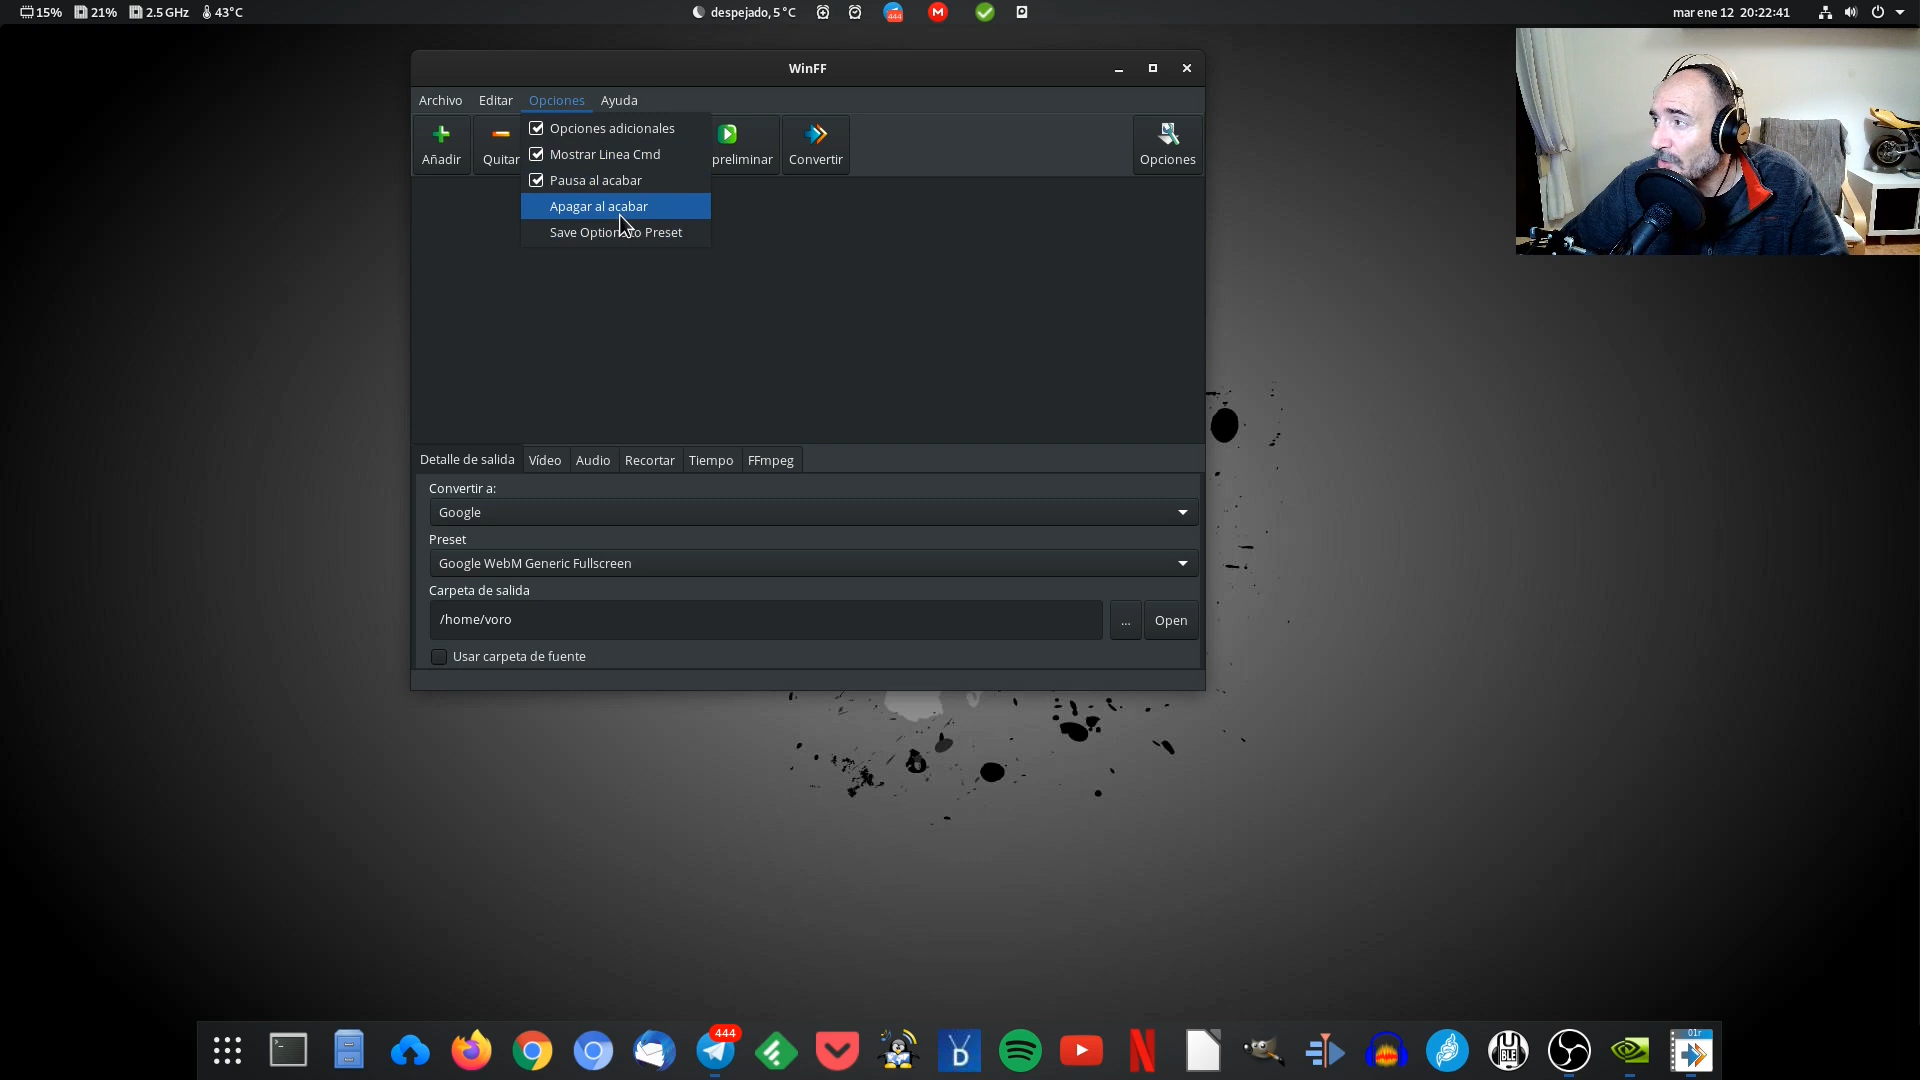 15% 21% 2.5 GHz 43°C
despejado, 5 °C
444
M
mar ene 12 20:22:41
WinFF
Archivo Editar Opciones Ayuda
Añadir
Quitar
preliminar
Convertir
Opciones
Opciones adicionales
Mostrar Linea Cmd
Pausa al acabar
Apagar al acabar
Save Option to Preset
Detalle de salida Vídeo Audio Recortar Tiempo FFmpeg
Convertir a:
Google
Preset
Google WebM Generic Fullscreen
Carpeta de salida
/home/voro
... Open
Usar carpeta de fuente
444
D
N
BLE
01r